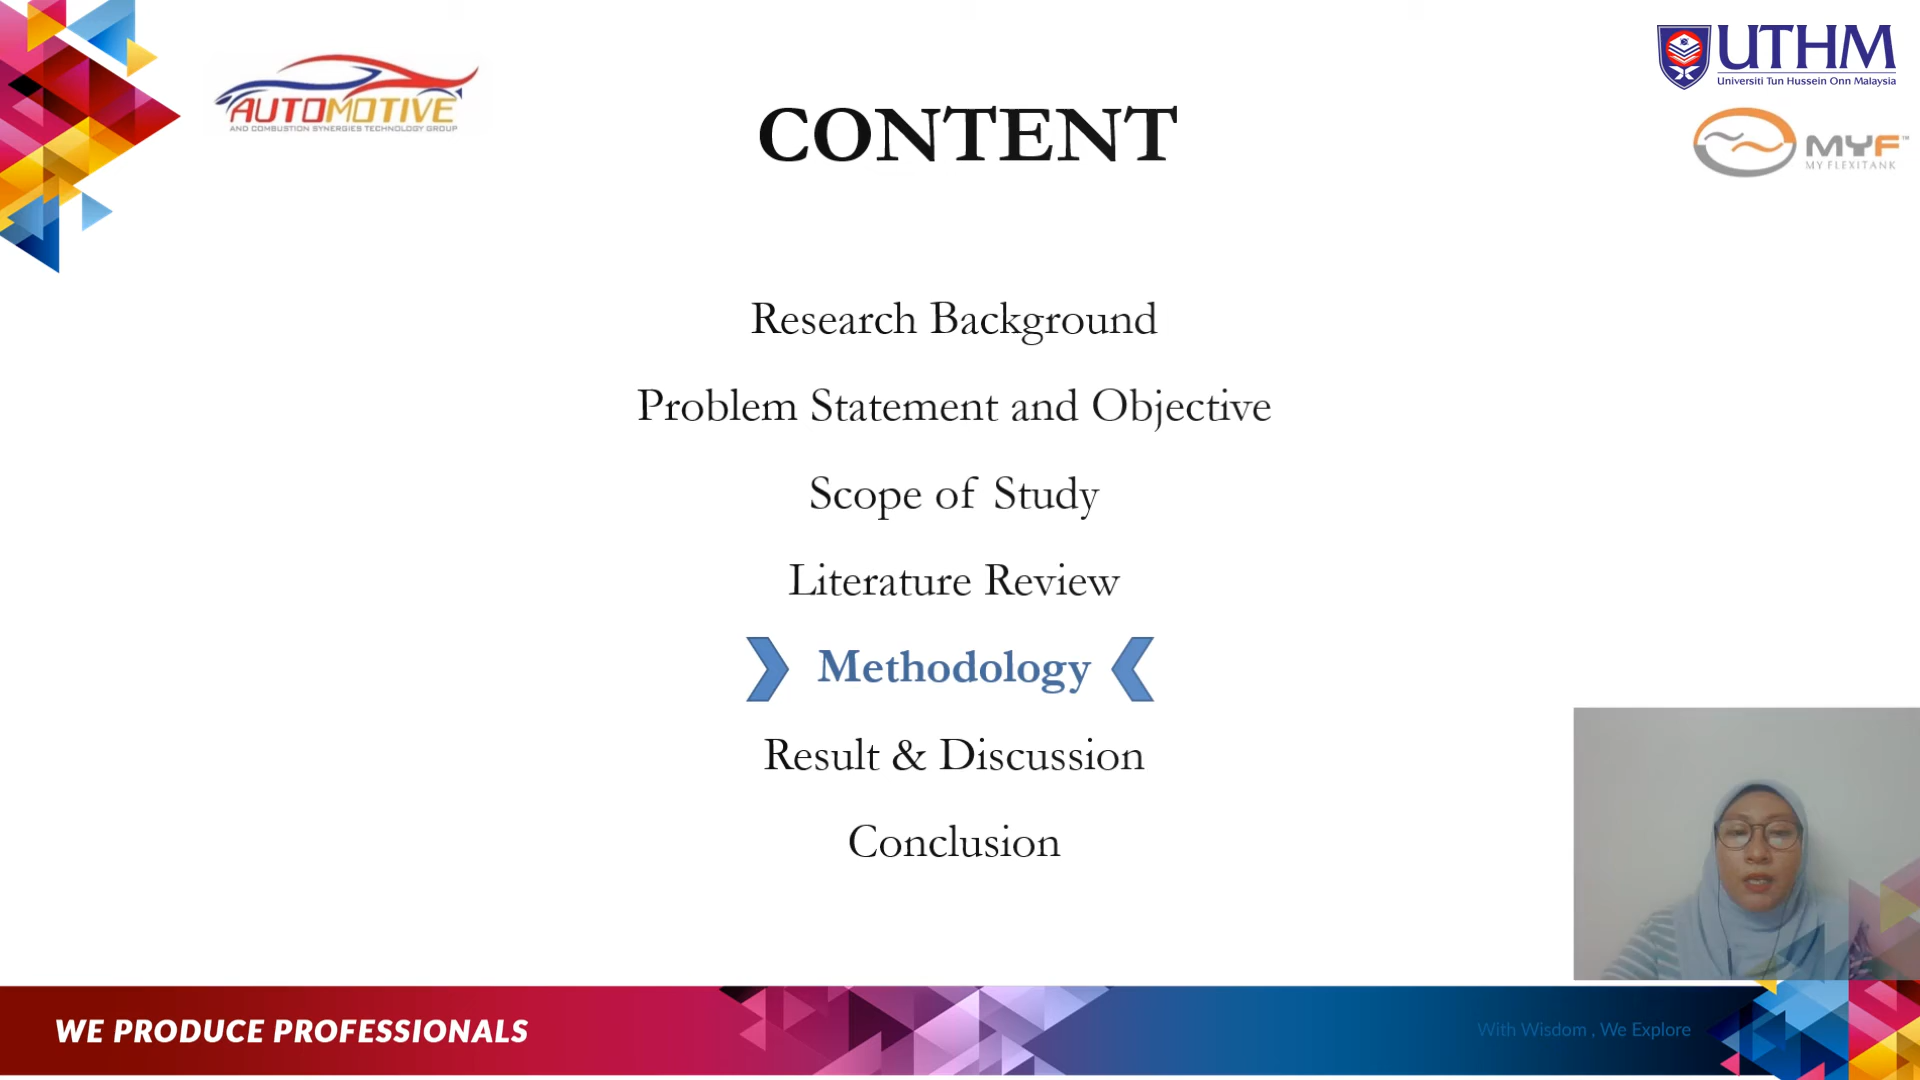 AUTOMOTIVE
AND COMBUSTION SYNERGIES TECHNOLOGY GROUP
UTHM
Universiti Tun Hussein Onn Malaysia
MYF™
MY FLEXITANK
CONTENT
Research Background
Problem Statement and Objective
Scope of Study
Literature Review
Methodology
Result & Discussion
Conclusion
WE PRODUCE PROFESSIONALS
With Wisdom , We Explore